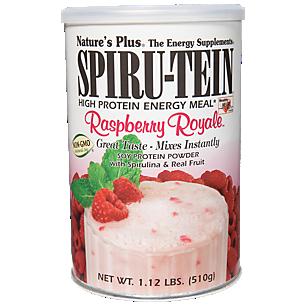 Nature's Plus® The Energy Supplements®
SPIRU-TEIN
HIGH PROTEIN ENERGY MEAL®
Raspberry Royale™
NON-GMO
Great Taste - Mixes Instantly
SOY PROTEIN POWDER
with Spirulina & Real Fruit
NET WT. 1.12 LBS. (510g)